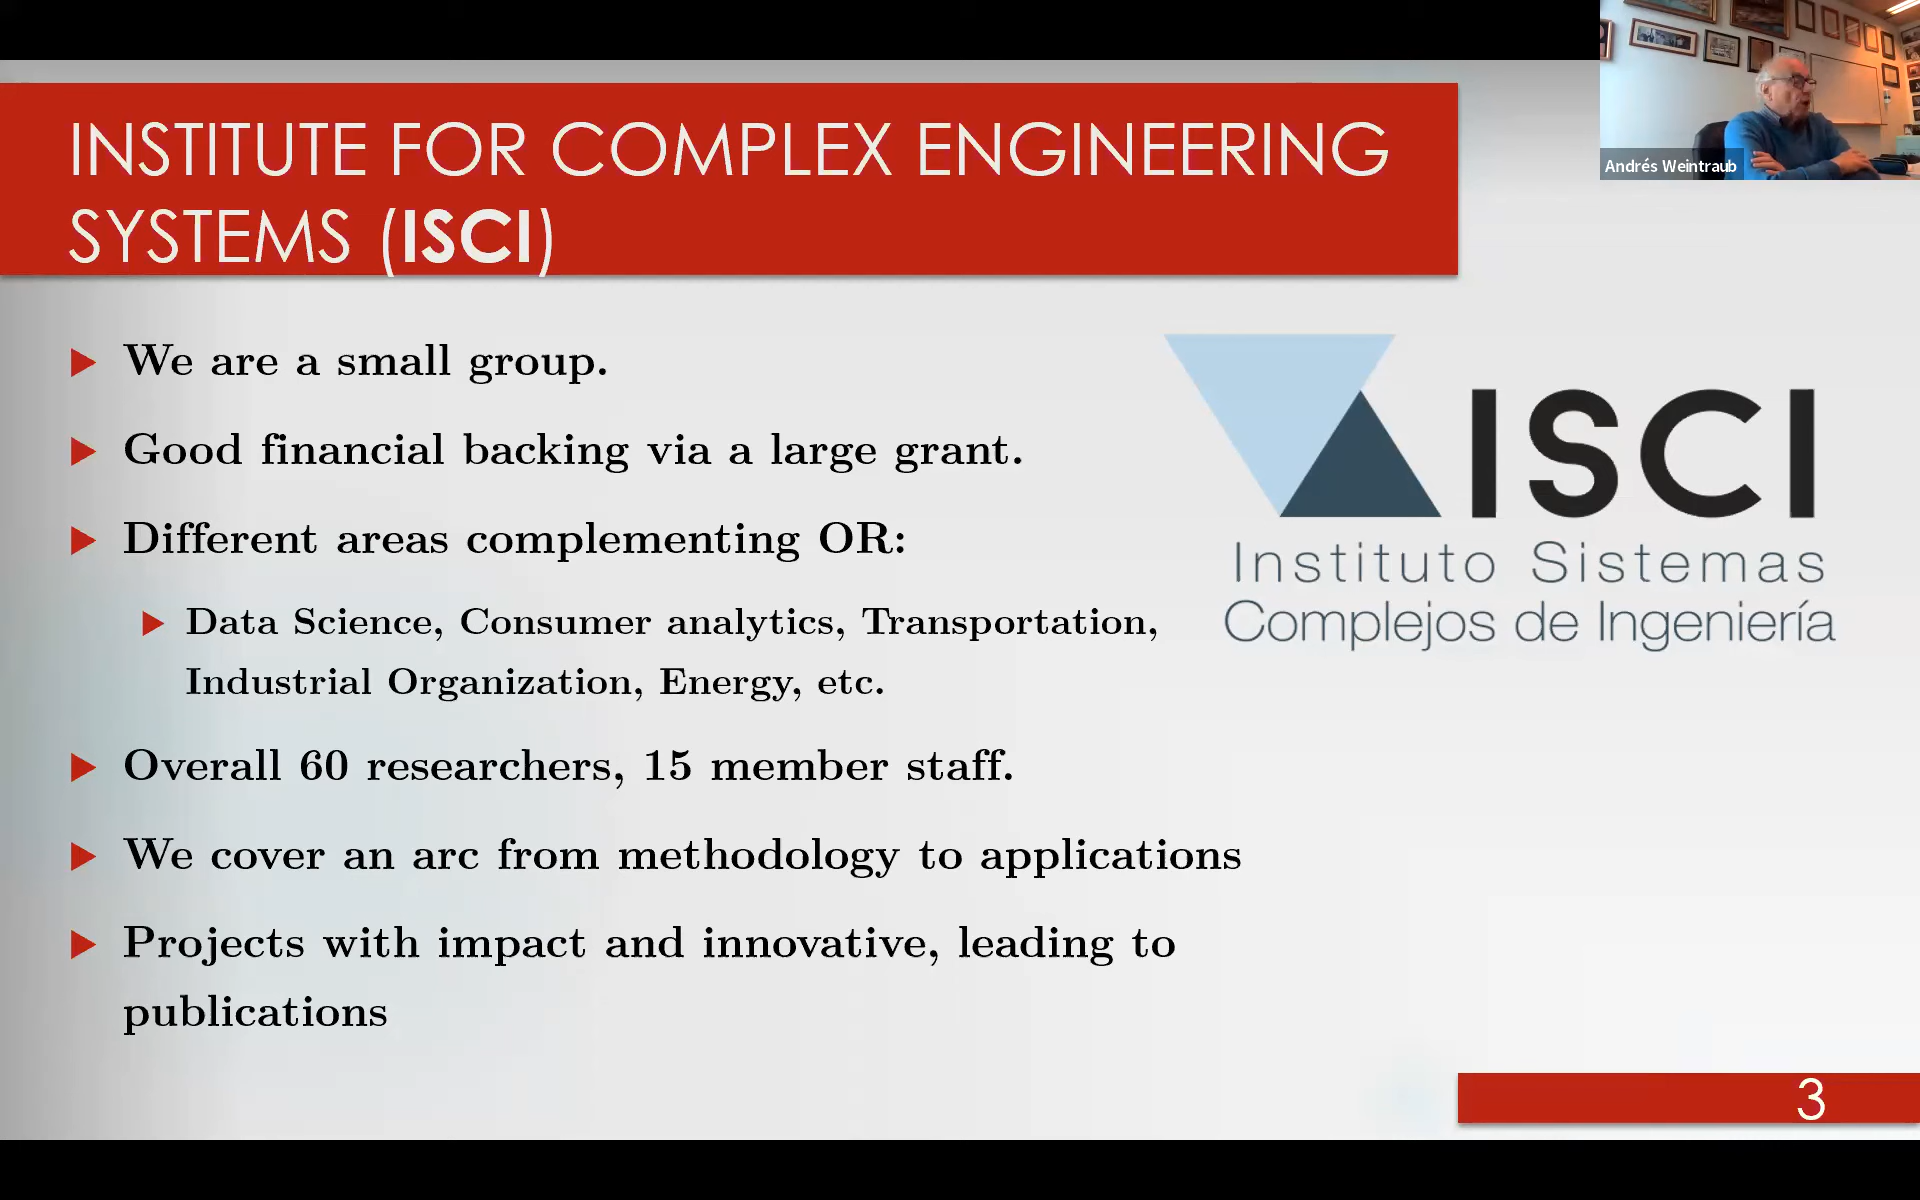 INSTITUTE FOR COMPLEX ENGINEERING
SYSTEMS (ISCI)
Andrés Weintraub
We are a small group.
Good financial backing via a large grant.
Different areas complementing OR:
Data Science, Consumer analytics, Transportation,
Industrial Organization, Energy, etc.
Overall 60 researchers, 15 member staff.
We cover an arc from methodology to applications
Projects with impact and innovative, leading to
publications
ISCI
Instituto Sistemas
Complejos de Ingeniería
3